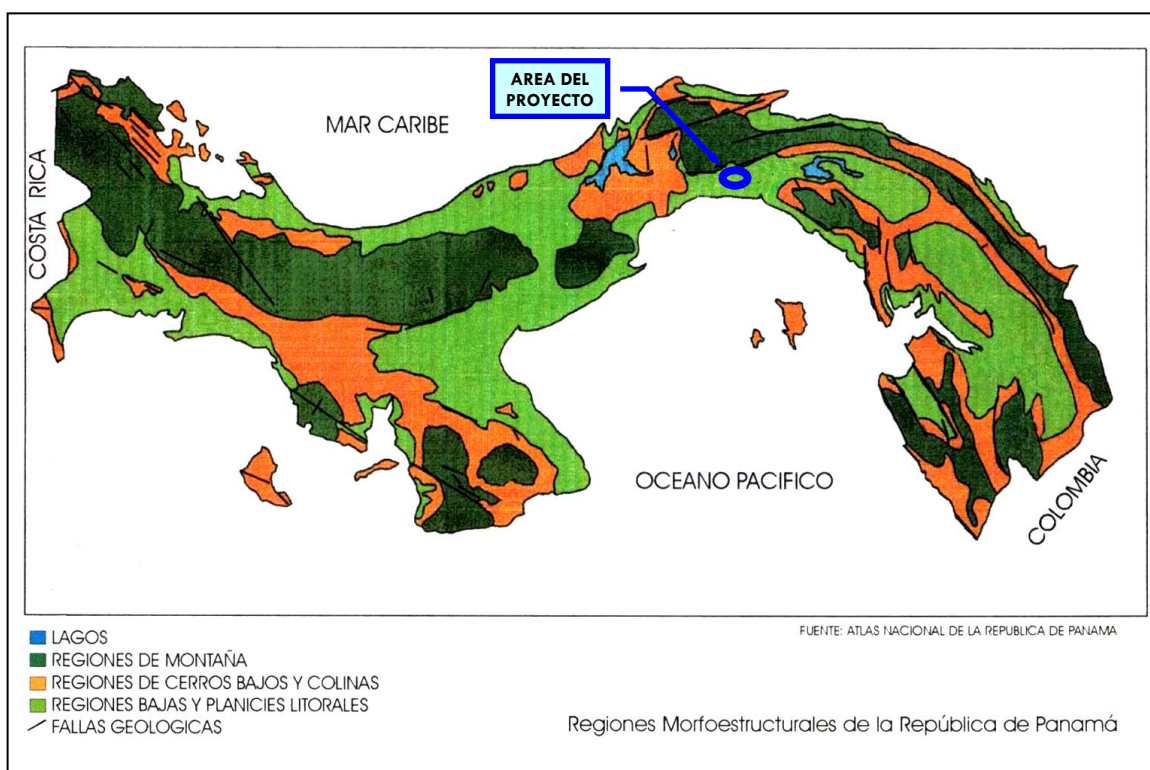 AREA DEL
PROYECTO
MAR CARIBE
COSTA RICA
OCEANO PACIFICO
COLOMBIA
FUENTE: ATLAS NACIONAL DE LA REPUBLICA DE PANAMA
LAGOS
REGIONES DE MONTAÑA
REGIONES DE CERROS BAJOS Y COLINAS
REGIONES BAJAS Y PLANICIES LITORALES
FALLAS GEOLOGICAS
Regiones Morfoestructurales de la República de Panamá